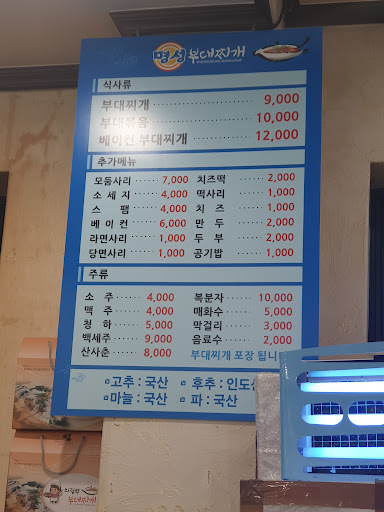 명성 부대찌개
식사류
부대찌개 9,000
부대볶음 10,000
베이컨 부대찌개 12,000
추가메뉴
모둠사리 7,000 치즈떡 2,000
소세지 4,000 떡사리 1,000
스팸 4,000 치즈 1,000
베이컨 6,000 만두 2,000
라면사리 1,000 두부 2,000
당면사리 1,000 공기밥 1,000
주류
소주 4,000 복분자 10,000
맥주 4,000 매화수 5,000
청하 5,000 막걸리 3,000
백세주 9,000 음료수 2,000
산사춘 8,000 부대찌개 포장 됩니
고추 : 국산 후추 : 인도
마늘 : 국산 파 : 국산
부대찌개